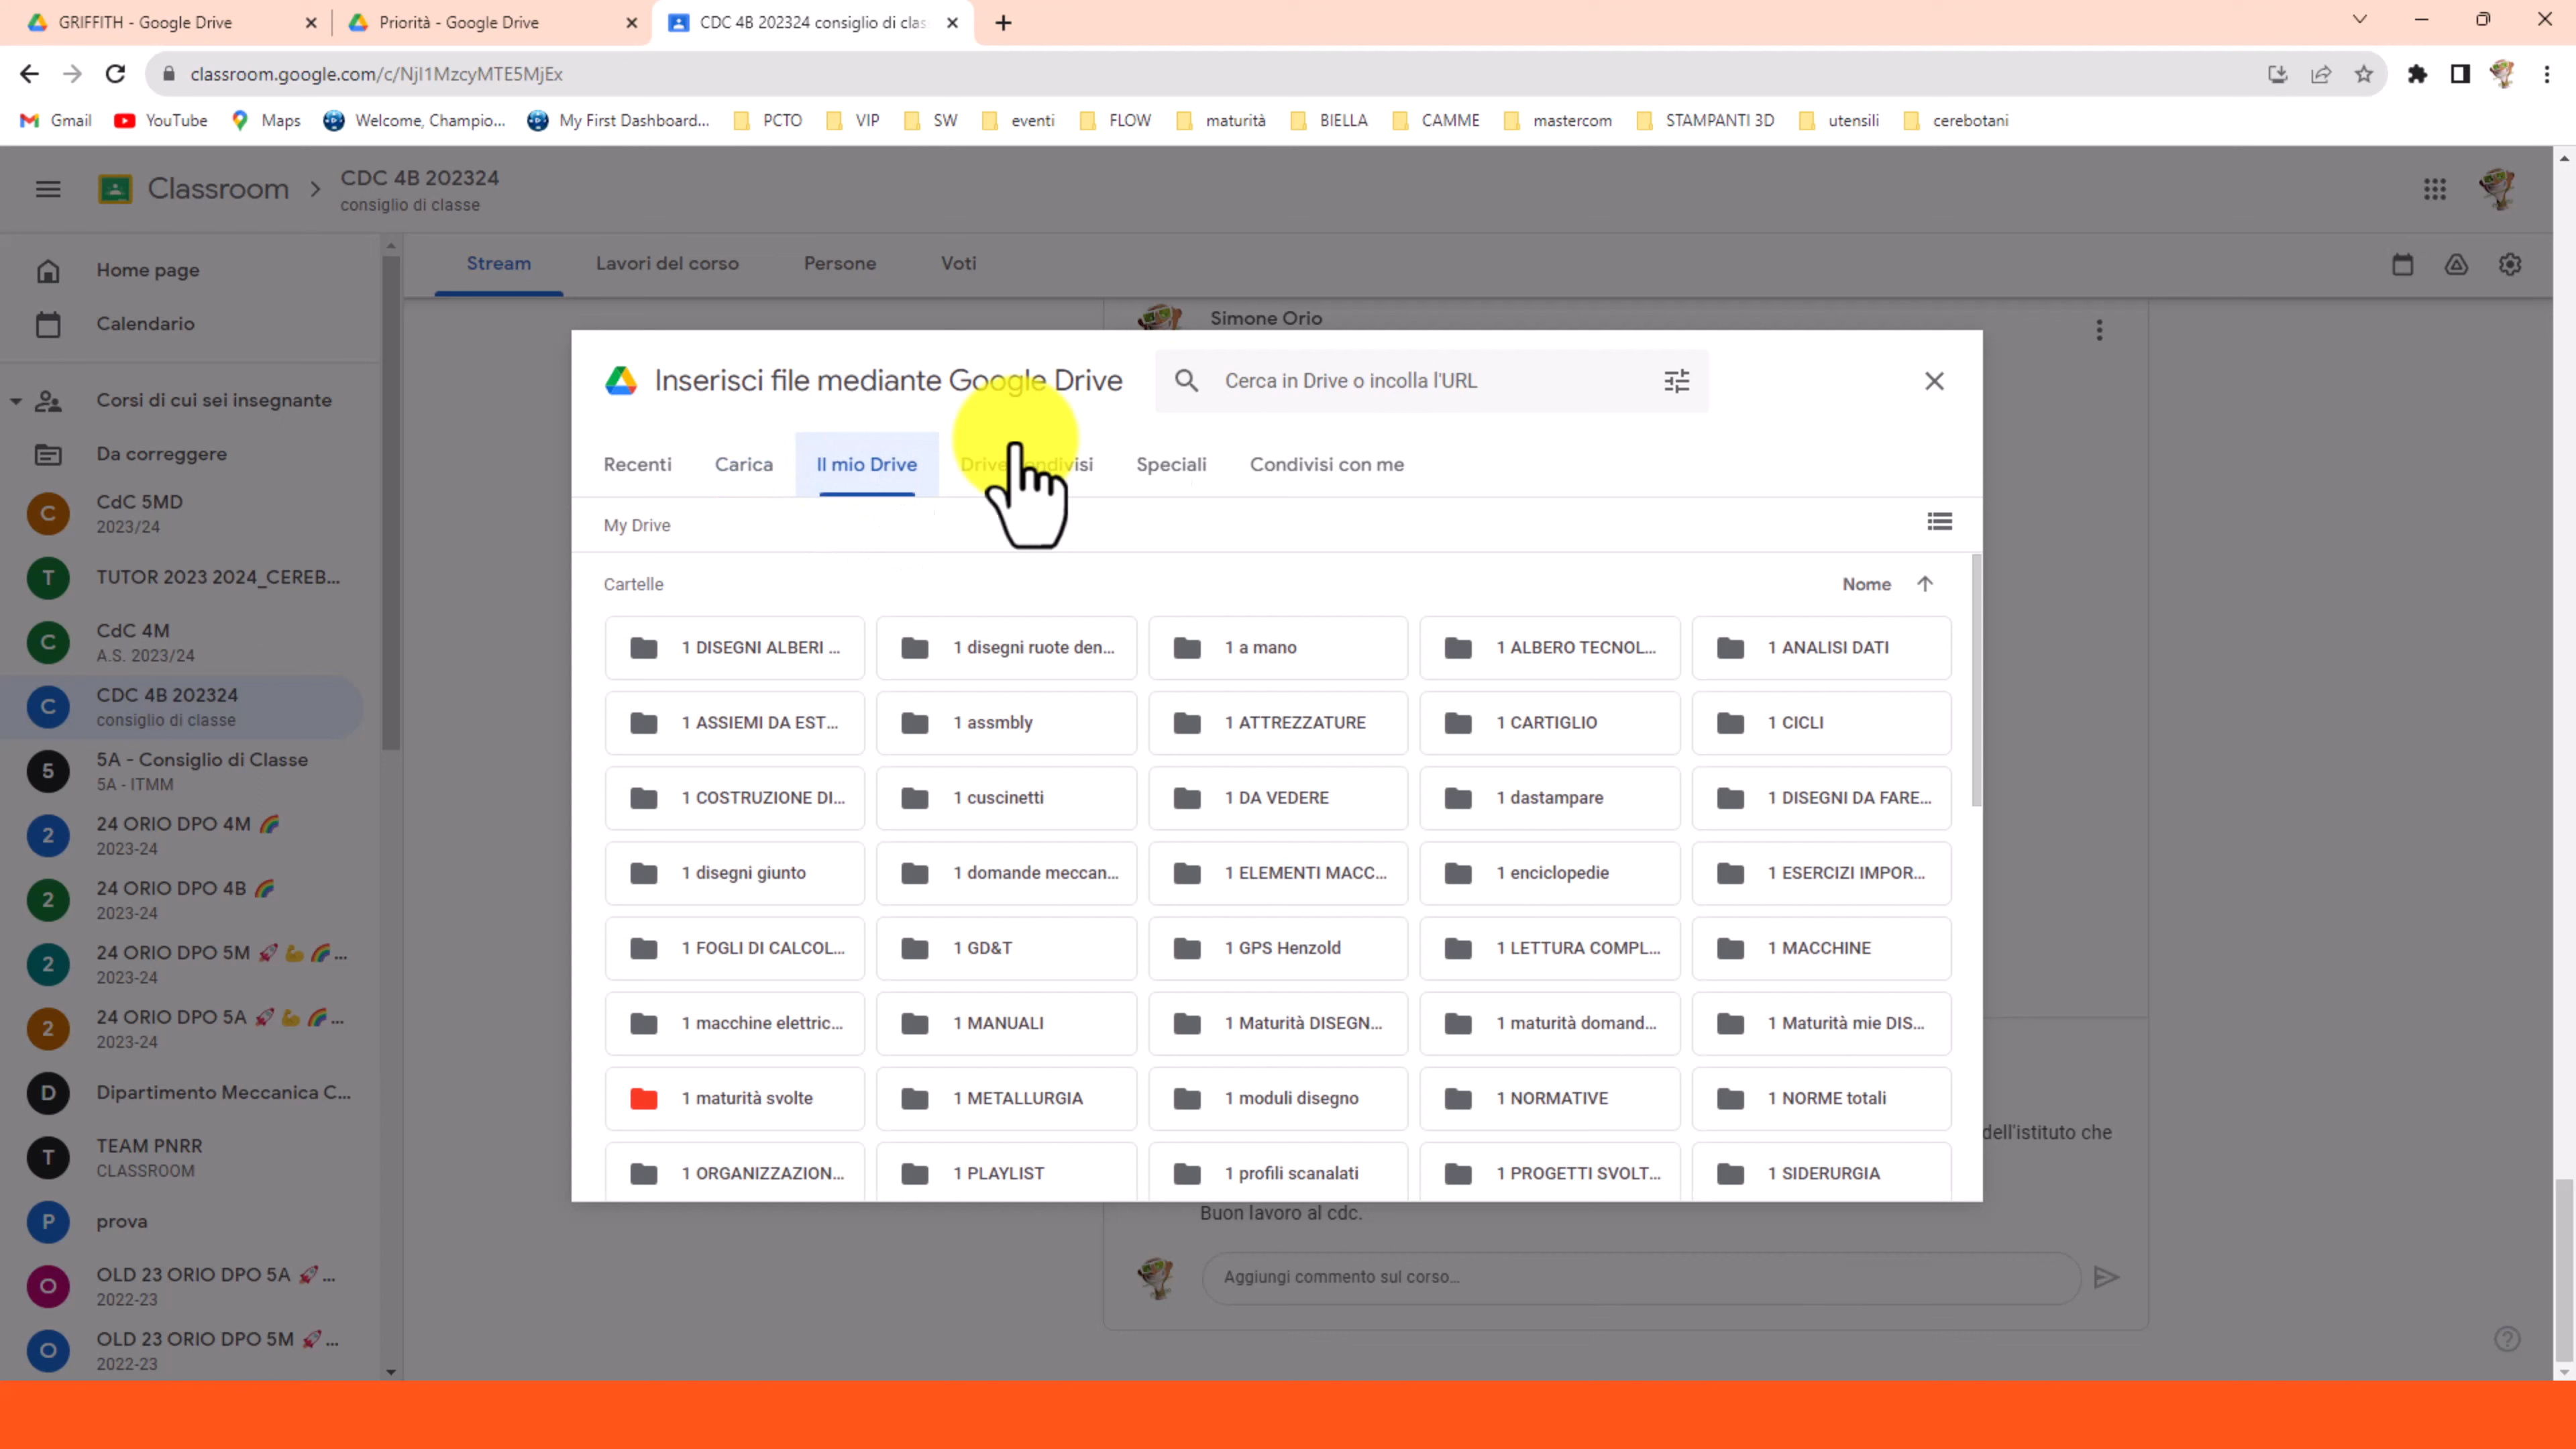 GRIFFITH - Google Drive
Priorità - Google Drive
CDC 4B 202324 consiglio di clas
classroom.google.com/c/NjI1MzcyMTE5MjEx
Gmail
YouTube
Maps
Welcome, Champio...
My First Dashboard...
PCTO
VIP
SW
eventi
FLOW
maturità
BIELLA
CAMME
mastercom
STAMPANTI 3D
utensili
cerebotani
Classroom
CDC 4B 202324
consiglio di classe
Stream
Lavori del corso
Persone
Voti
Home page
Calendario
Corsi di cui sei insegnante
Da correggere
C
CdC 5MD
2023/24
T
TUTOR 2023 2024_CEREB...
C
CdC 4M
A.S. 2023/24
C
CDC 4B 202324
consiglio di classe
5
5A - Consiglio di Classe
5A - ITMM
2
24 ORIO DPO 4M 🌈
2023-24
2
24 ORIO DPO 4B 🌈
2023-24
2
24 ORIO DPO 5M 🚀 💪 🌈 ...
2023-24
2
24 ORIO DPO 5A 🚀 💪 🌈 ...
2023-24
D
Dipartimento Meccanica C...
T
TEAM PNRR
CLASSROOM
P
prova
O
OLD 23 ORIO DPO 5A 🚀 ...
2022-23
O
OLD 23 ORIO DPO 5M 🚀 ...
2022-23
Simone Orio
Inserisci file mediante Google Drive
Cerca in Drive o incolla l'URL
Recenti
Carica
Il mio Drive
Speciali
Condivisi con me
My Drive
Cartelle
Nome
1 DISEGNI ALBERI ...
1 disegni ruote den...
1 a mano
1 ALBERO TECNOL...
1 ANALISI DATI
1 ASSIEMI DA EST...
1 assmbly
1 ATTREZZATURE
1 CARTIGLIO
1 CICLI
1 COSTRUZIONE DI...
1 cuscinetti
1 DA VEDERE
1 dastampare
1 DISEGNI DA FARE...
1 disegni giunto
1 domande meccan...
1 ELEMENTI MACC...
1 enciclopedie
1 ESERCIZI IMPOR...
1 FOGLI DI CALCOL...
1 GD&T
1 GPS Henzold
1 LETTURA COMPL...
1 MACCHINE
1 macchine elettric...
1 MANUALI
1 Maturità DISEGN...
1 maturità domand...
1 Maturità mie DIS...
1 maturità svolte
1 METALLURGIA
1 moduli disegno
1 NORMATIVE
1 NORME totali
1 ORGANIZZAZION...
1 PLAYLIST
1 profili scanalati
1 PROGETTI SVOLT...
1 SIDERURGIA
dell'istituto che
Buon lavoro al cdc.
Aggiungi commento sul corso...